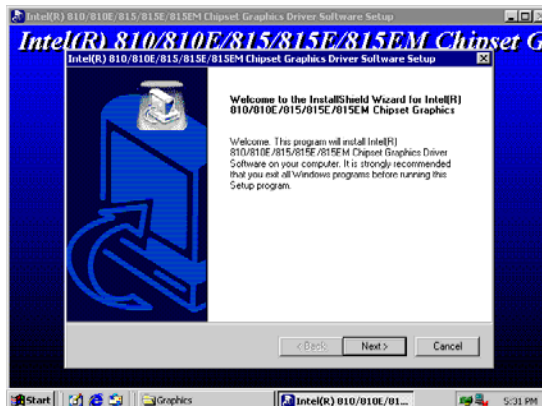 Intel(R) 810/810E/815/815E/815EM Chipset Graphics Driver Software Setup
Intel(R) 810/810E/815/815E/815EM Chipset G
Intel(R) 810/810E/815/815E/815EM Chipset Graphics Driver Software Setup
Welcome to the InstallShield Wizard for Intel(R)
810/810E/815/815E/815EM Chipset Graphics
Welcome. This program will install Intel(R)
810/810E/815/815E/815EM Chipset Graphics Driver
Software on your computer. It is strongly recommended
that you exit all Windows programs before running this
Setup program.
< Back Next > Cancel
Start Graphics Intel(R) 810/810E/81... 5:31 PM